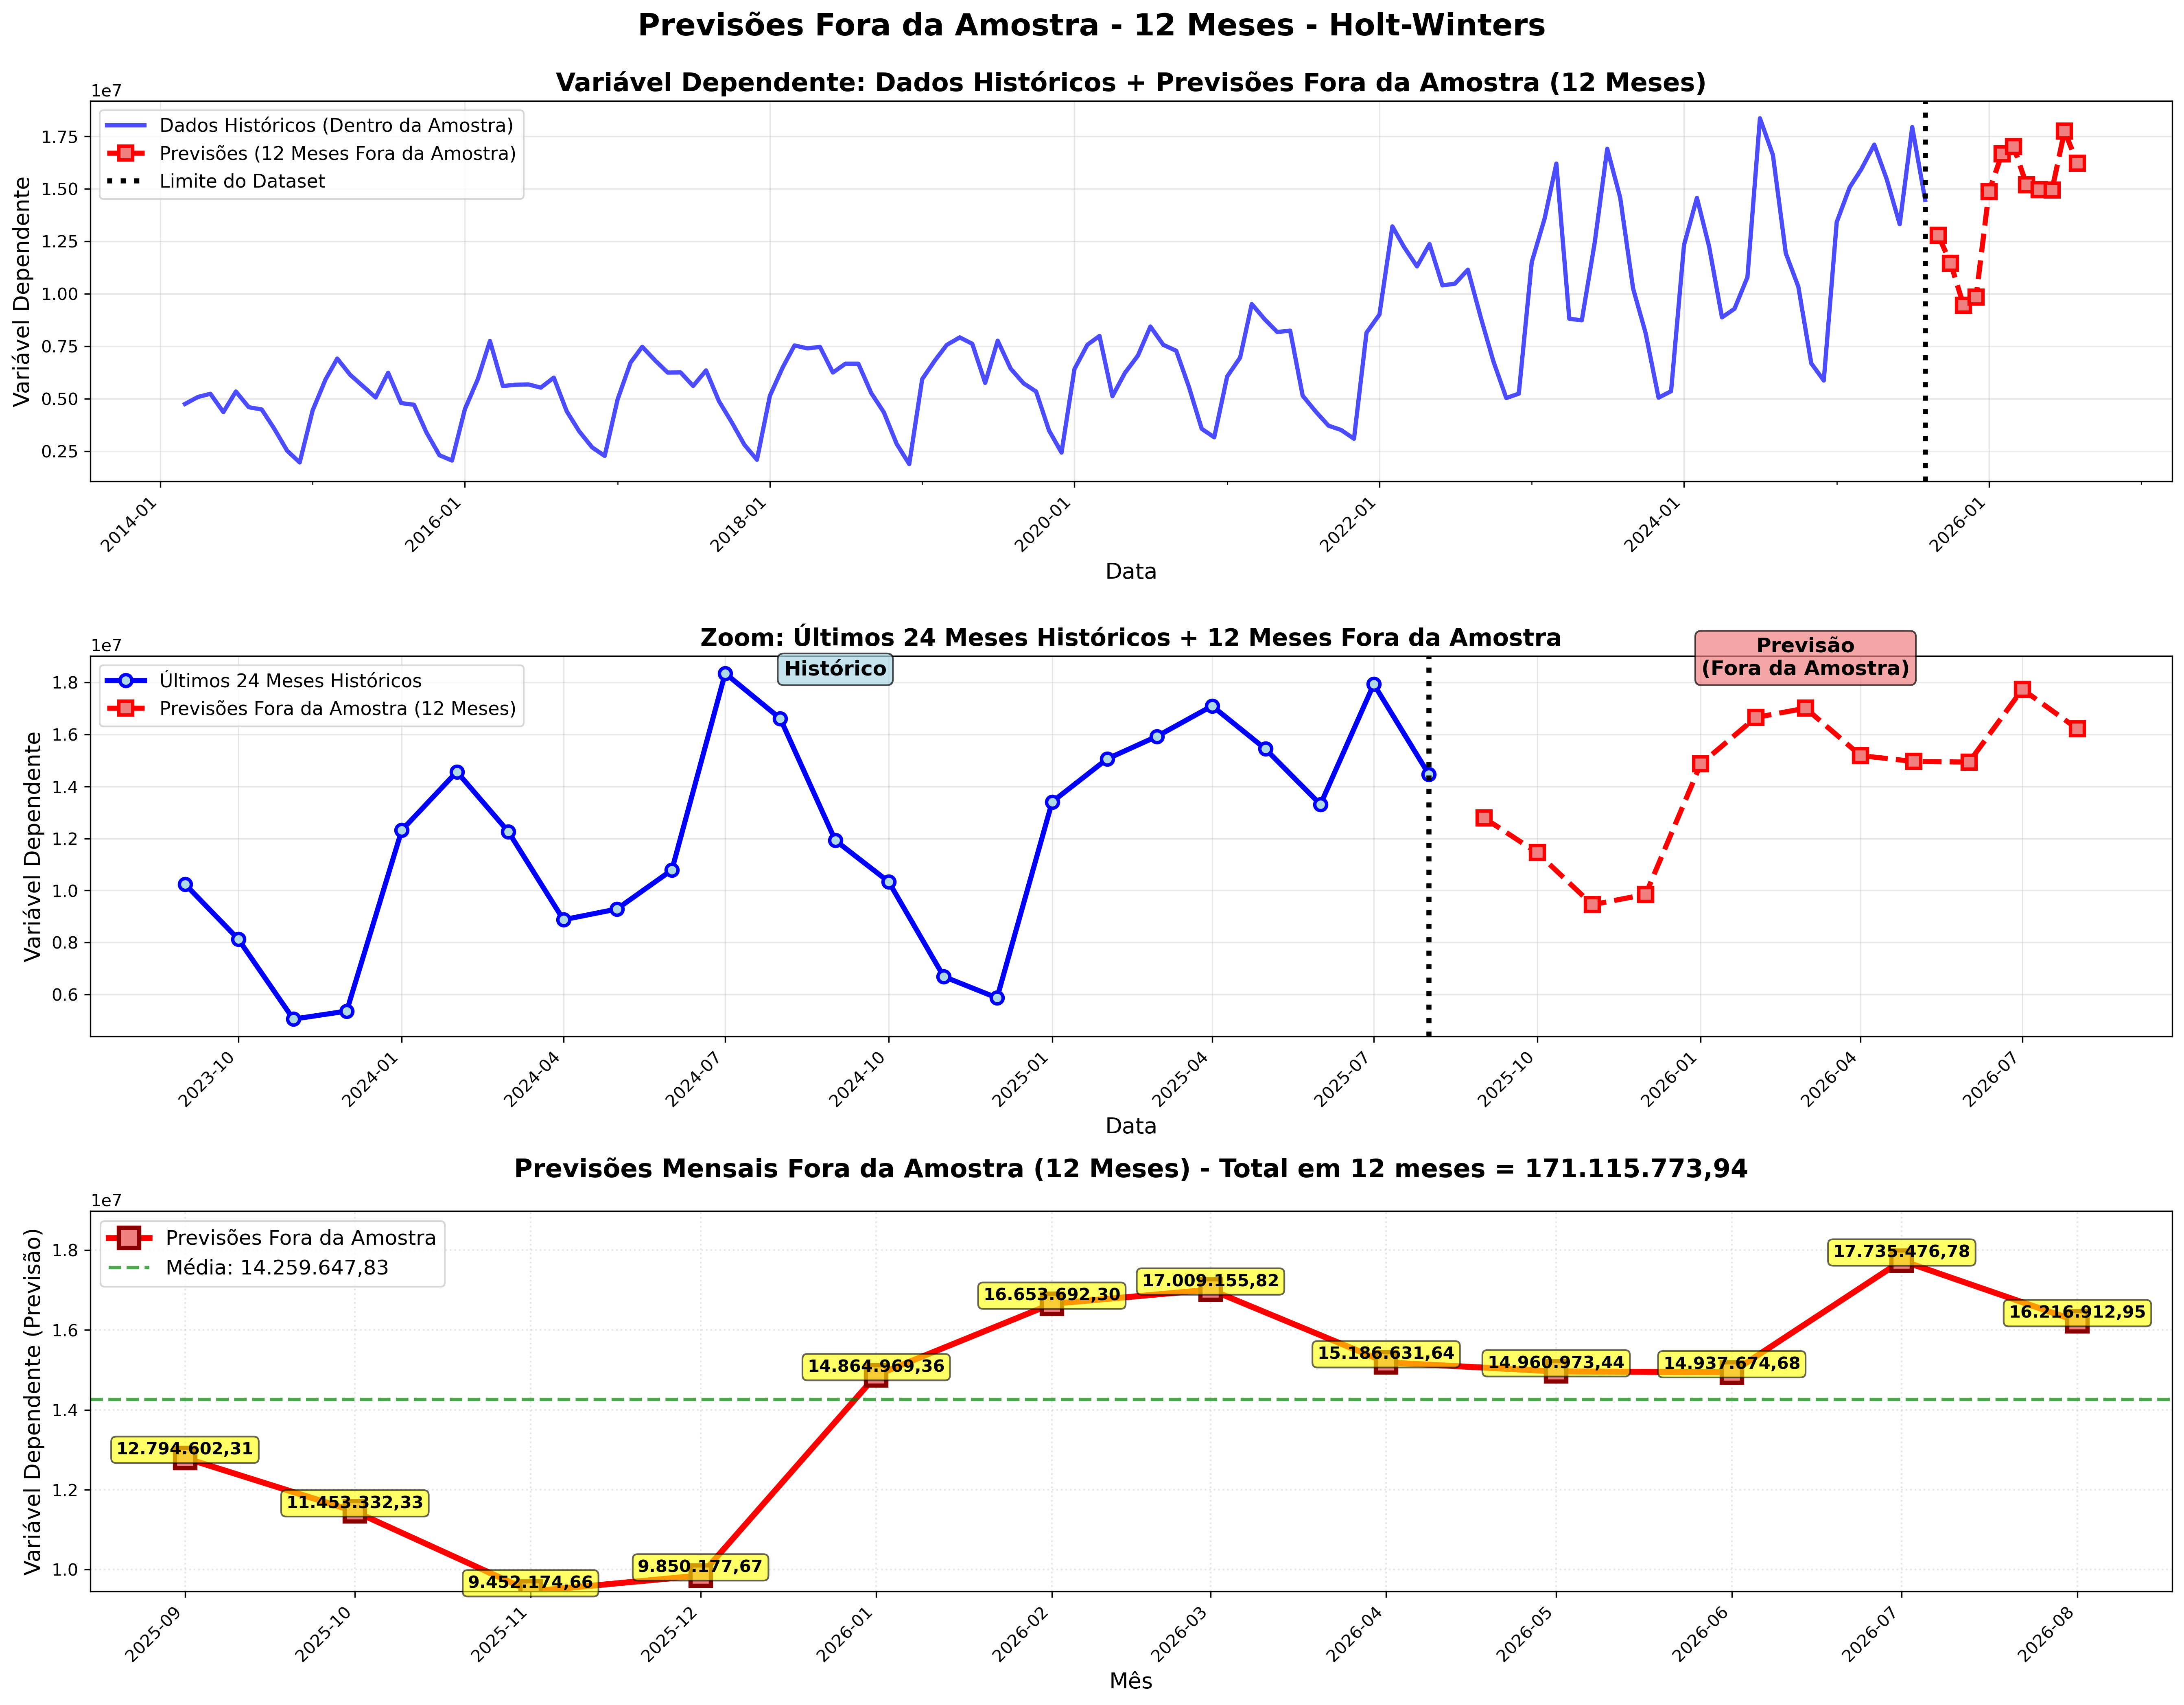 Previsões Fora da Amostra - 12 Meses - Holt-Winters
Variável Dependente: Dados Históricos + Previsões Fora da Amostra (12 Meses)
1e7
Dados Históricos (Dentro da Amostra)
Previsões (12 Meses Fora da Amostra)
Limite do Dataset
1.75
1.50
1.25
1.00
0.75
0.50
0.25
Variável Dependente
2014-01
2016-01
2018-01
2020-01
2022-01
2024-01
2026-01
Data
Zoom: Últimos 24 Meses Históricos + 12 Meses Fora da Amostra
1e7
Últimos 24 Meses Históricos
Previsões Fora da Amostra (12 Meses)
Histórico
Previsão
(Fora da Amostra)
1.8
1.6
1.4
1.2
1.0
0.8
0.6
Variável Dependente
2023-10
2024-01
2024-04
2024-07
2024-10
2025-01
2025-04
2025-07
2025-10
2026-01
2026-04
2026-07
Data
Previsões Mensais Fora da Amostra (12 Meses) - Total em 12 meses = 171.115.773,94
1e7
Previsões Fora da Amostra
Média: 14.259.647,83
1.8
1.6
1.4
1.2
1.0
Variável Dependente (Previsão)
12.794.602,31
11.453.332,33
9.452.174,66
9.850.177,67
14.864.969,36
16.653.692,30
17.009.155,82
15.186.631,64
14.960.973,44
14.937.674,68
17.735.476,78
16.216.912,95
2025-09
2025-10
2025-11
2025-12
2026-01
2026-02
2026-03
2026-04
2026-05
2026-06
2026-07
2026-08
Mês